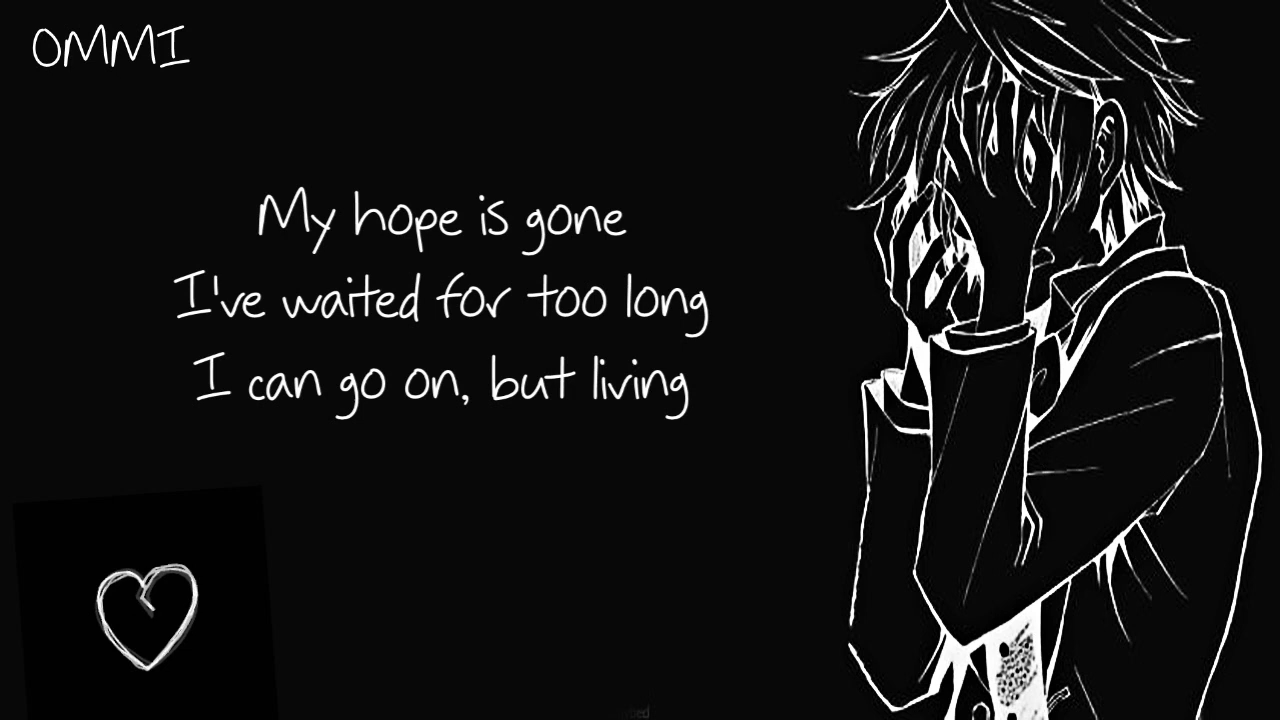 OMMI
My hope is gone
I've waited for too long
I can go on, but living